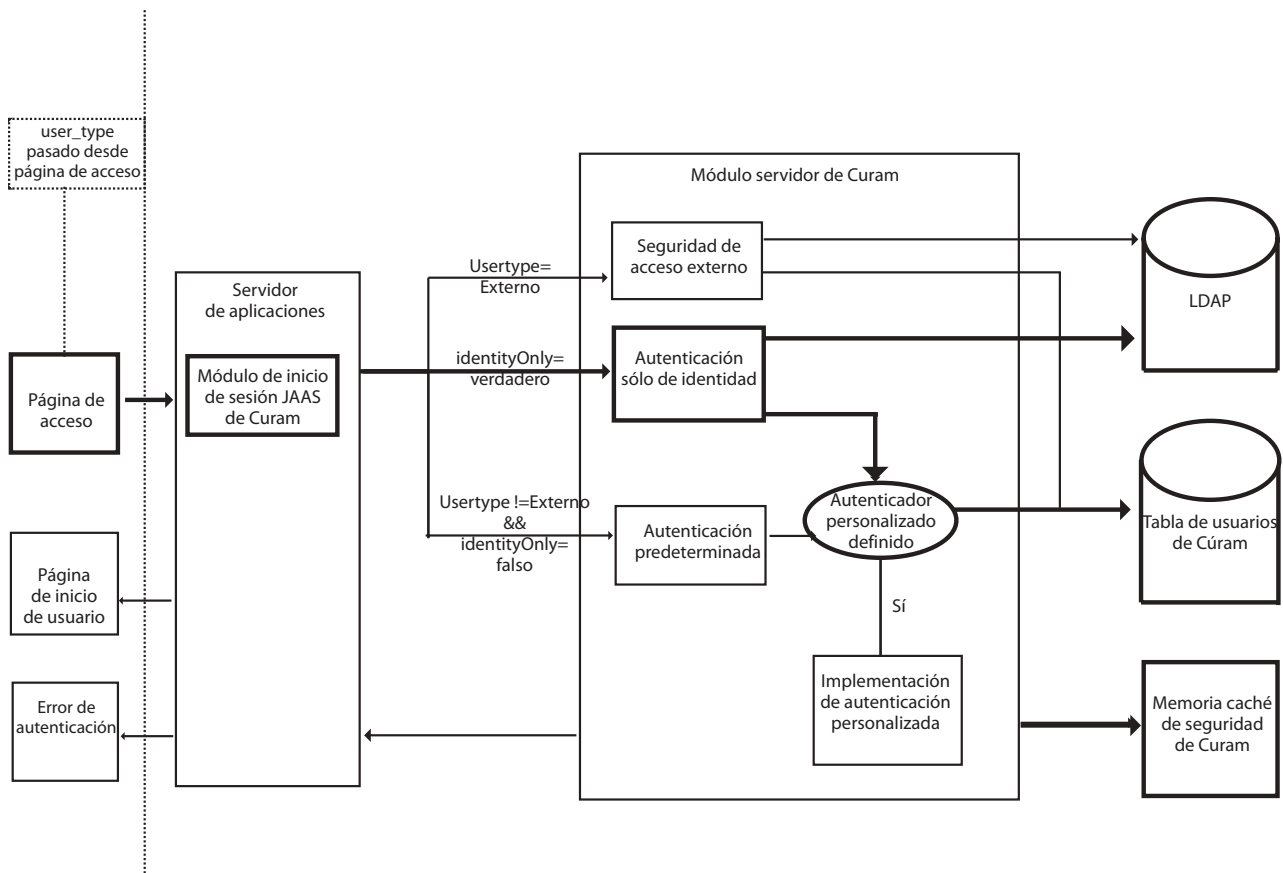 user_type
pasado desde
página de acceso
Módulo servidor de Curam
Seguridad de
acceso externo
Usertype=
Externo
Servidor
de aplicaciones
LDAP
identityOnly=
verdadero
Autenticación
sólo de identidad
Módulo de inicio
de sesión JAAS
de Curam
Página de
acceso
Usertype !=Externo
&&
identityOnly=
falso
Autenticación
predeterminada
Autenticador
personalizado
definido
Tabla de usuarios
de Cúram
Página
de inicio
de usuario
Sí
Implementación
de autenticación
personalizada
Error de
autenticación
Memoria caché
de seguridad
de Curam